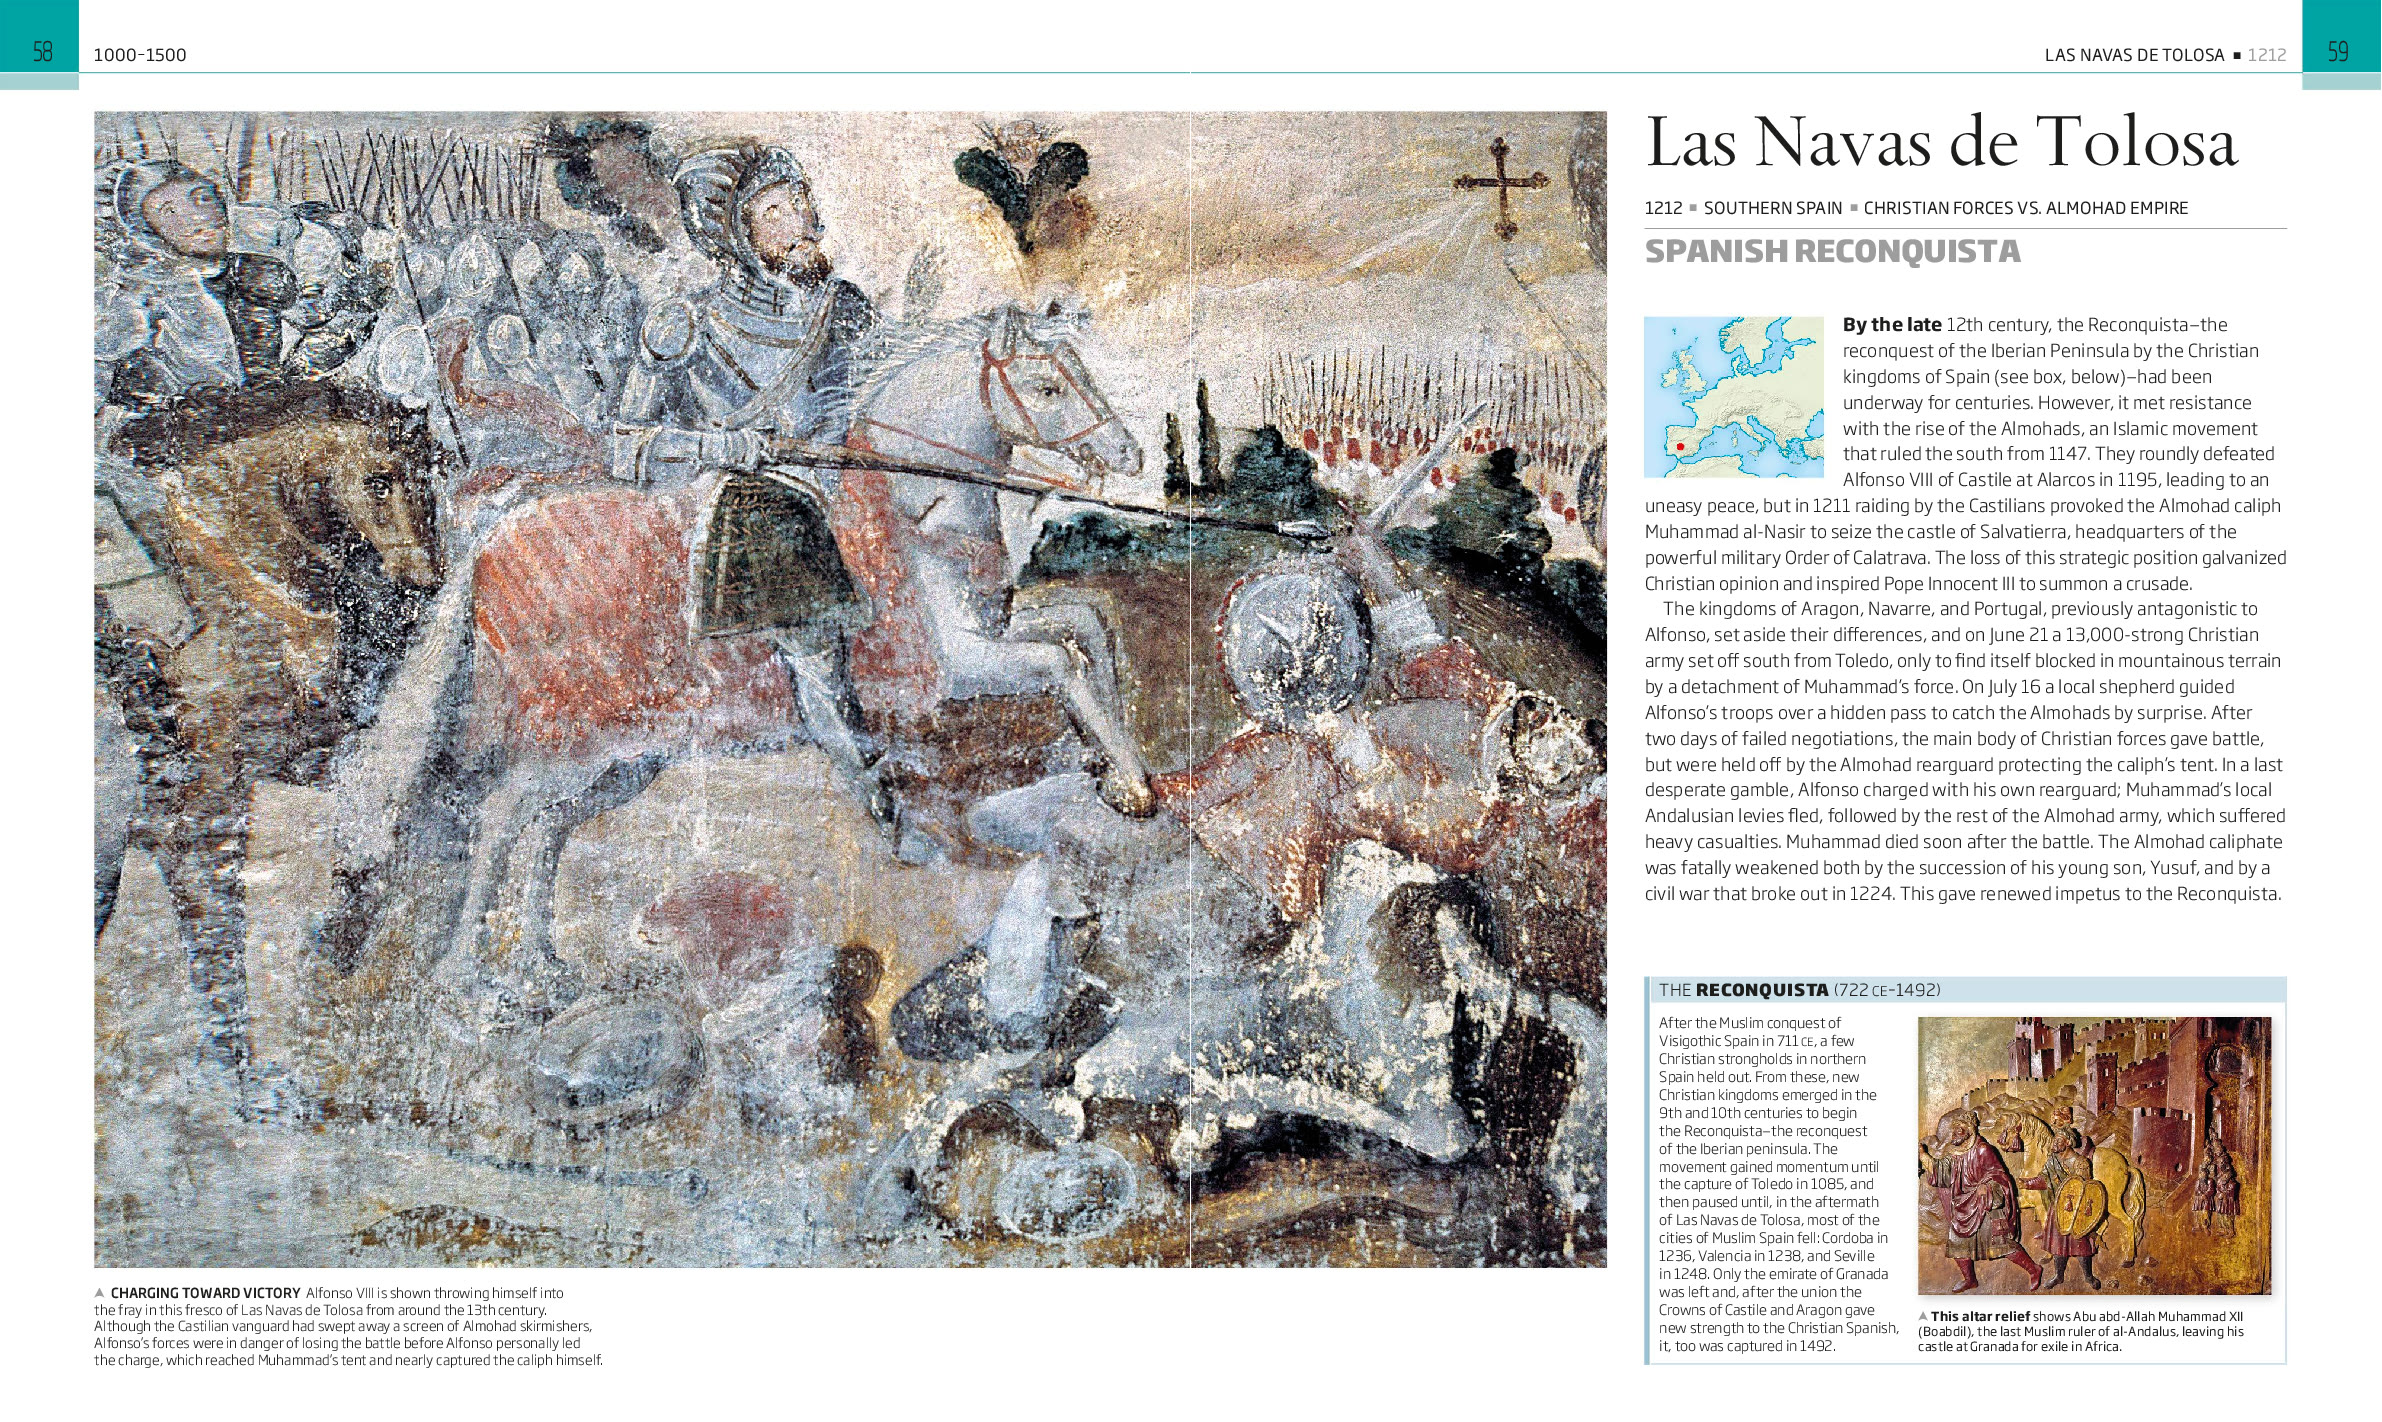 58
1000–1500
LAS NAVAS DE TOLOSA ■ 1212
59
Las Navas de Tolosa
1212 ■ SOUTHERN SPAIN ■ CHRISTIAN FORCES VS. ALMOHAD EMPIRE
SPANISH RECONQUISTA
By the late 12th century, the Reconquista—the
reconquest of the Iberian Peninsula by the Christian
kingdoms of Spain (see box, below)—had been
underway for centuries. However, it met resistance
with the rise of the Almohads, an Islamic movement
that ruled the south from 1147. They roundly defeated
Alfonso VIII of Castile at Alarcos in 1195, leading to an
uneasy peace, but in 1211 raiding by the Castilians provoked the Almohad caliph
Muhammad al-Nasir to seize the castle of Salvatierra, headquarters of the
powerful military Order of Calatrava. The loss of this strategic position galvanized
Christian opinion and inspired Pope Innocent III to summon a crusade.
The kingdoms of Aragon, Navarre, and Portugal, previously antagonistic to
Alfonso, set aside their differences, and on June 21 a 13,000-strong Christian
army set off south from Toledo, only to find itself blocked in mountainous terrain
by a detachment of Muhammad's force. On July 16 a local shepherd guided
Alfonso's troops over a hidden pass to catch the Almohads by surprise. After
two days of failed negotiations, the main body of Christian forces gave battle,
but were held off by the Almohad rearguard protecting the caliph's tent. In a last
desperate gamble, Alfonso charged with his own rearguard; Muhammad's local
Andalusian levies fled, followed by the rest of the Almohad army, which suffered
heavy casualties. Muhammad died soon after the battle. The Almohad caliphate
was fatally weakened both by the succession of his young son, Yusuf, and by a
civil war that broke out in 1224. This gave renewed impetus to the Reconquista.
THE RECONQUISTA (722 CE–1492)
After the Muslim conquest of
Visigothic Spain in 711 CE, a few
Christian strongholds in northern
Spain held out. From these, new
Christian kingdoms emerged in the
9th and 10th centuries to begin
the Reconquista—the reconquest
of the Iberian peninsula. The
movement gained momentum until
the capture of Toledo in 1085, and
then paused until, in the aftermath
of Las Navas de Tolosa, most of the
cities of Muslim Spain fell: Cordoba in
1236, Valencia in 1238, and Seville
in 1248. Only the emirate of Granada
was left and, after the union the
Crowns of Castile and Aragon gave
new strength to the Christian Spanish,
it, too was captured in 1492.
This altar relief shows Abu abd-Allah Muhammad XII
(Boabdil), the last Muslim ruler of al-Andalus, leaving his
castle at Granada for exile in Africa.
CHARGING TOWARD VICTORY Alfonso VIII is shown throwing himself into
the fray in this fresco of Las Navas de Tolosa from around the 13th century.
Although the Castilian vanguard had swept away a screen of Almohad skirmishers,
Alfonso's forces were in danger of losing the battle before Alfonso personally led
the charge, which reached Muhammad's tent and nearly captured the caliph himself.